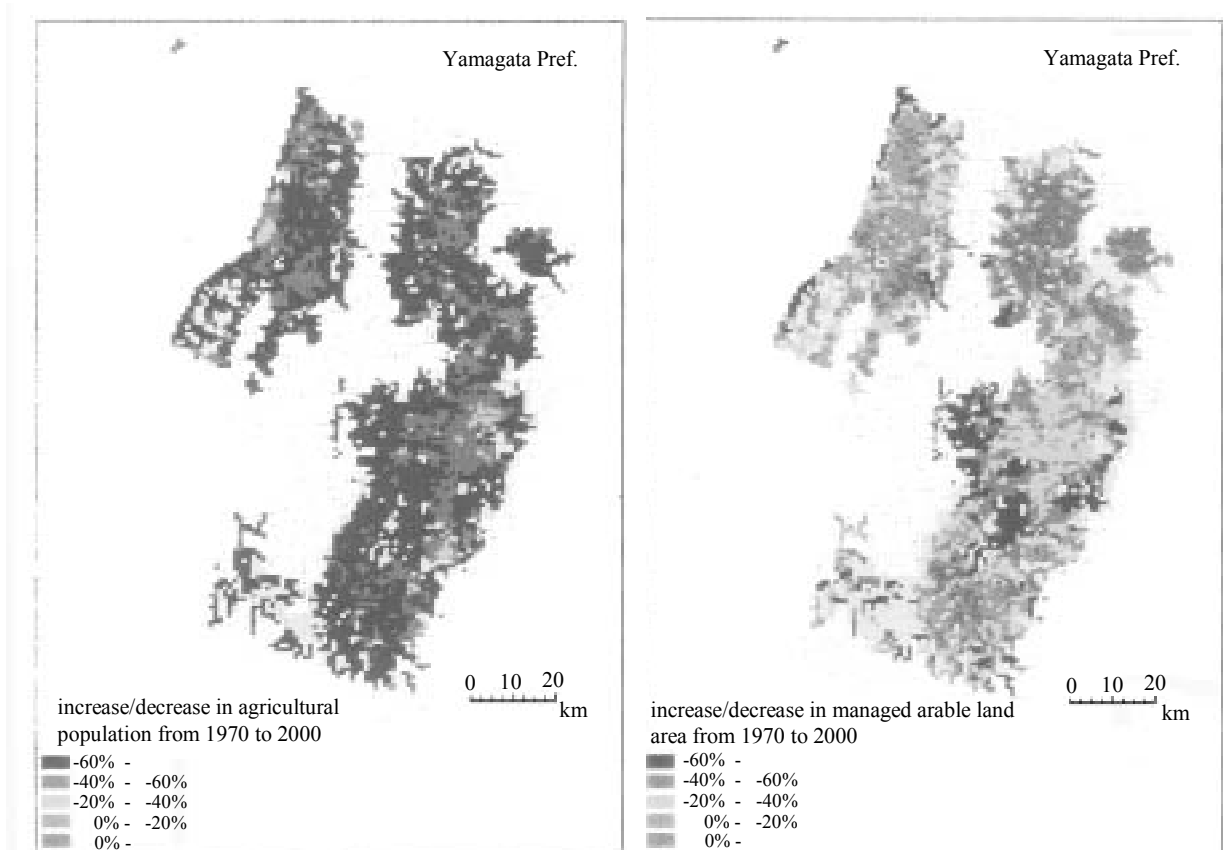 Yamagata Pref.
0 10 20
km
increase/decrease in agricultural
population from 1970 to 2000
-60% -
-40% - -60%
-20% - -40%
0% - -20%
0% -
Yamagata Pref.
0 10 20
km
increase/decrease in managed arable land
area from 1970 to 2000
-60% -
-40% - -60%
-20% - -40%
0% - -20%
0% -